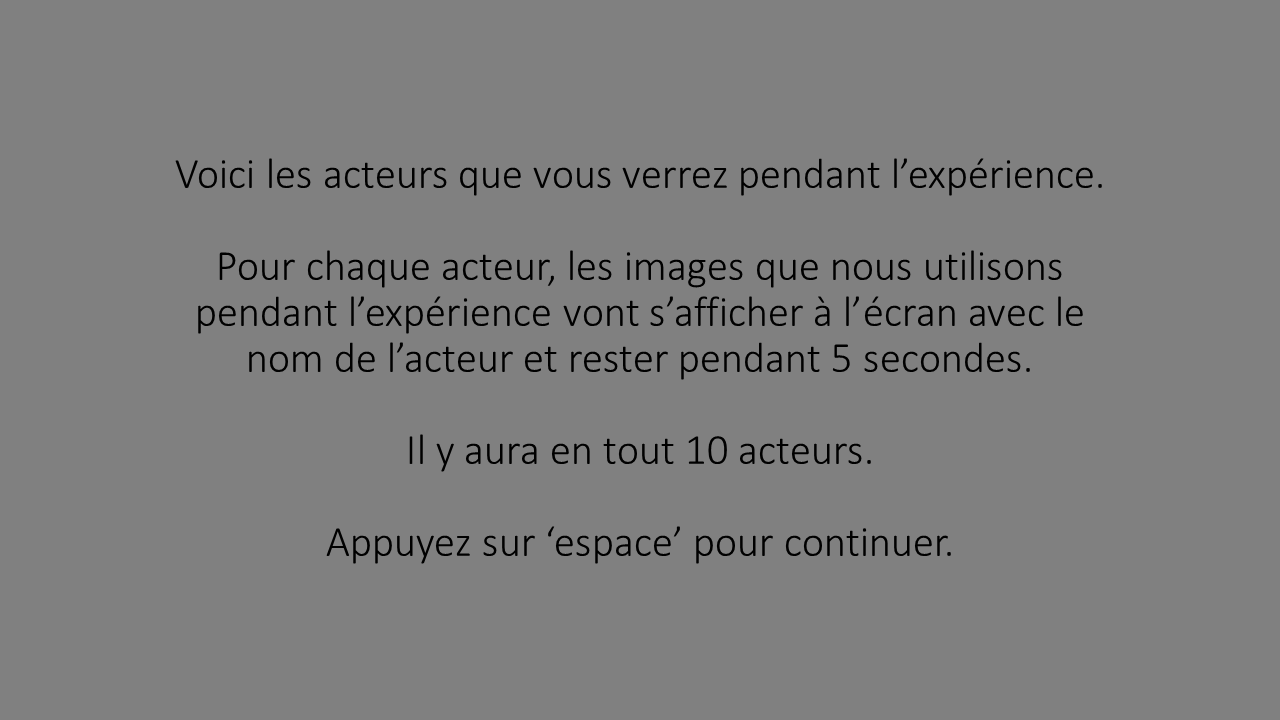 Voici les acteurs que vous verrez pendant l’expérience.
Pour chaque acteur, les images que nous utilisons
pendant l’expérience vont s’afficher à l’écran avec le
nom de l’acteur et rester pendant 5 secondes.
Il y aura en tout 10 acteurs.
Appuyez sur ‘espace’ pour continuer.